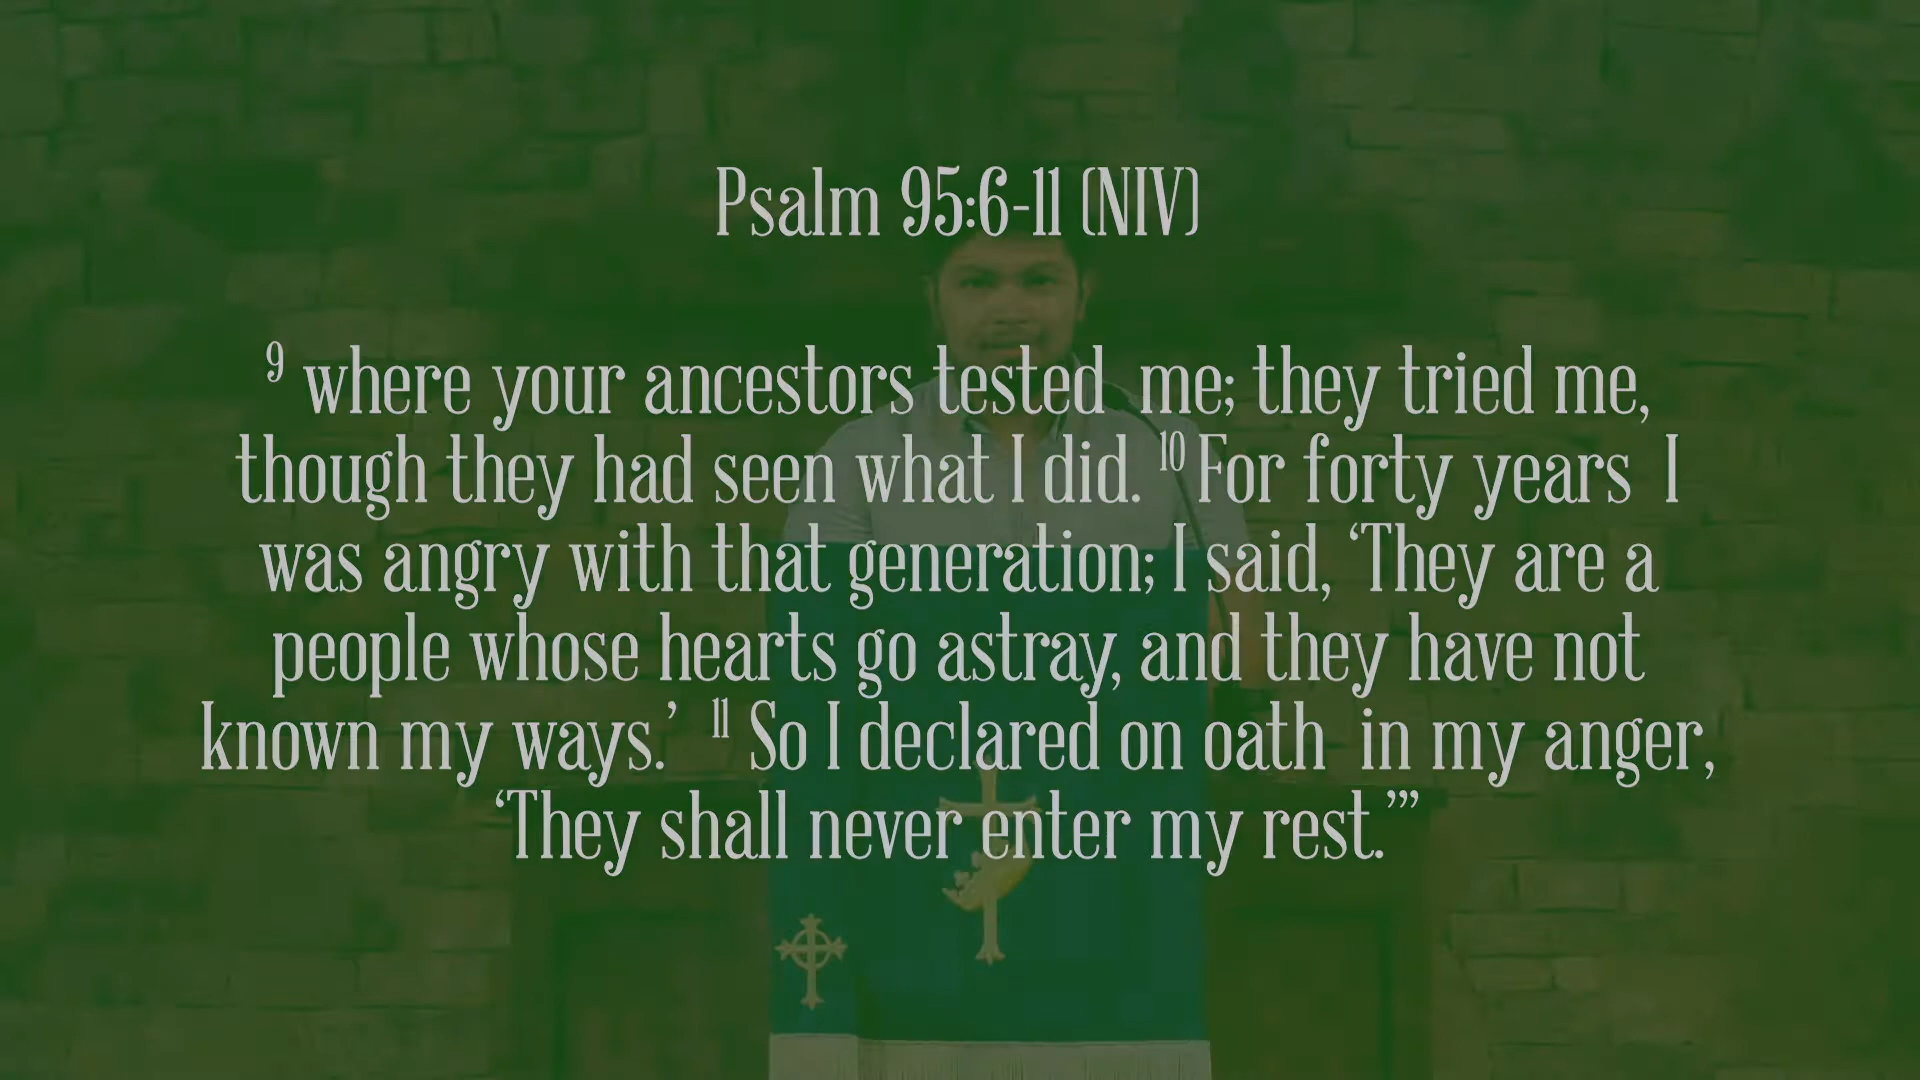 Psalm 95:6-11 (NIV)
9 where your ancestors tested me; they tried me,
though they had seen what I did. 10 For forty years I
was angry with that generation; I said, ‘They are a
people whose hearts go astray, and they have not
known my ways.’ 11 So I declared on oath in my anger,
‘They shall never enter my rest.’”